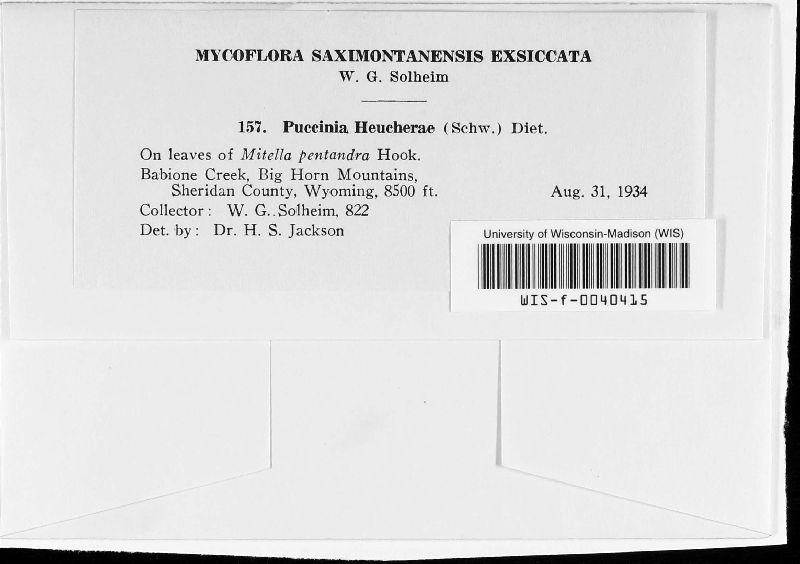 MYCOFLORA SAXIMONTANENSIS EXSICCATA
W. G. Solheim
157. Puccinia Heucherae (Schw.) Diet.
On leaves of Mitella pentandra Hook.
Babione Creek, Big Horn Mountains,
Sheridan County, Wyoming, 8500 ft. Aug. 31, 1934
Collector: W. G. Solheim, 822
Det. by: Dr. H. S. Jackson
University of Wisconsin-Madison (WIS)
WIS-f-0040415